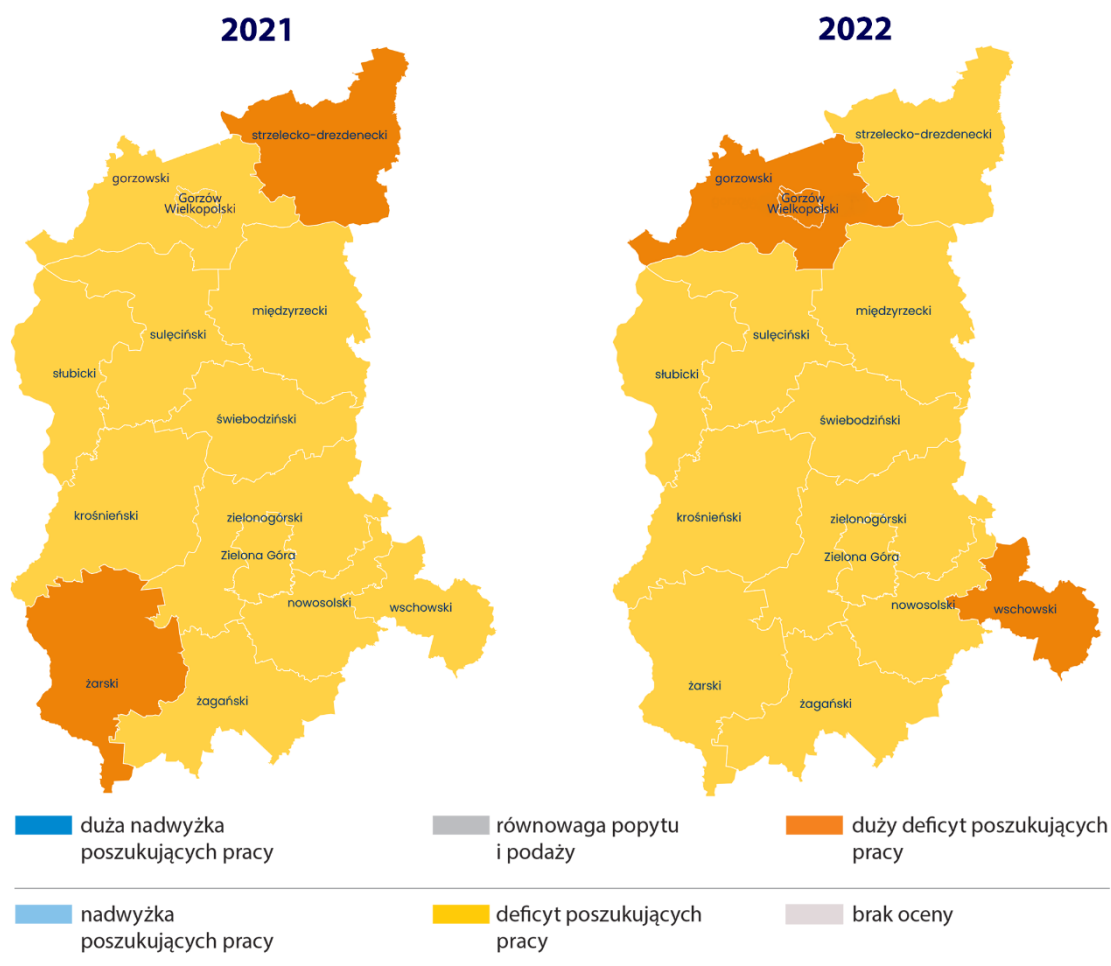 2021
strzelecko-drezdenecki
gorzowski
Gorzów
Wielkopolski
międzyrzecki
sulęciński
słubicki
świebodziński
krośnieński
zielonogórski
Zielona Góra
nowosolski
wschowski
żarski
żagański
2022
strzelecko-drezdenecki
gorzowski
Gorzów
Wielkopolski
międzyrzecki
sulęciński
słubicki
świebodziński
krośnieński
zielonogórski
Zielona Góra
nowosolski
wschowski
żarski
żagański
duża nadwyżka
poszukujących pracy
równowaga popytu
i podaży
duży deficyt poszukujących
pracy
nadwyżka
poszukujących pracy
deficyt poszukujących
pracy
brak oceny